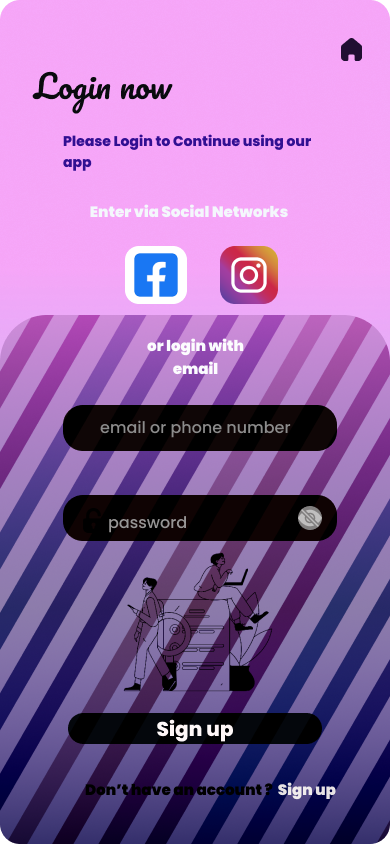 Login now
Please Login to Continue using our
app
Enter via Social Networks
or login with
email
email or phone number
password
Sign up
Don't have an account ? Sign up